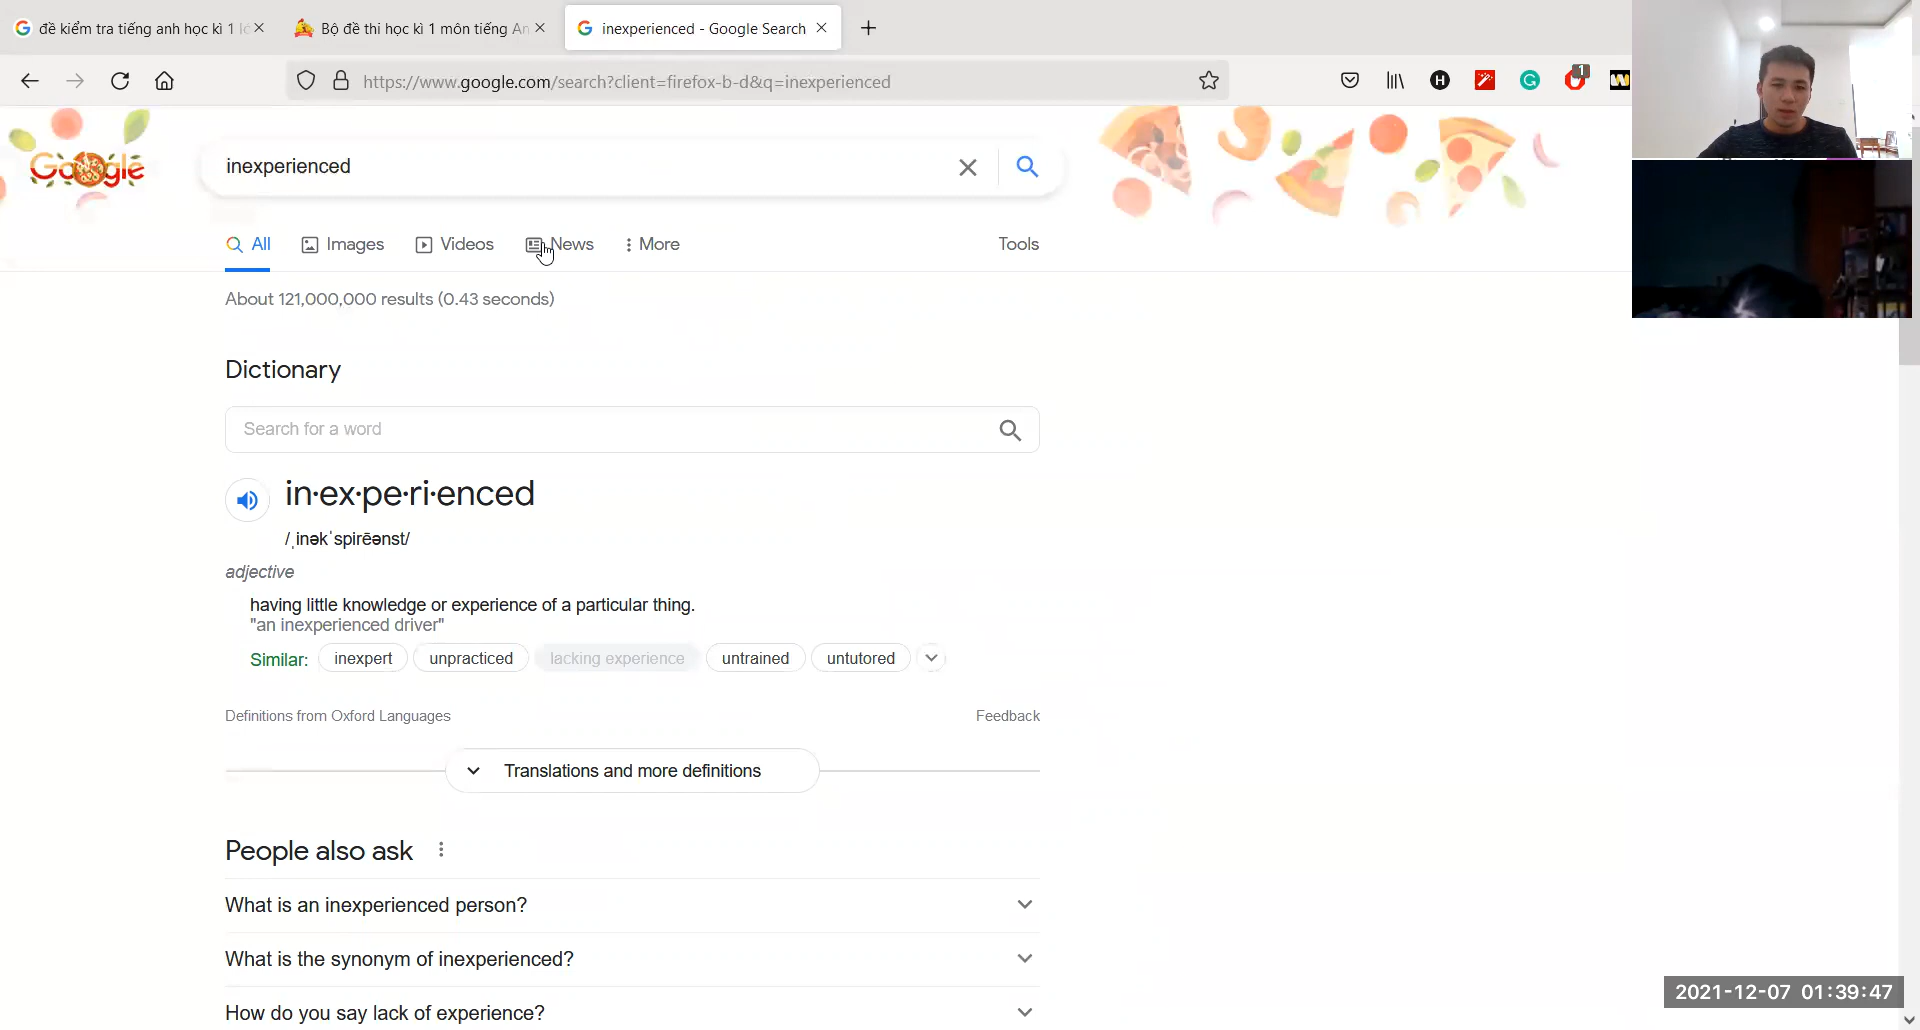 đề kiểm tra tiếng anh học kì 1
Bộ đề thi học kì 1 môn tiếng An
inexperienced - Google Search
https://www.google.com/search?client=firefox-b-d&q=inexperienced
1
Google
inexperienced
All
Images
Videos
News
More
Tools
About 121,000,000 results (0.43 seconds)
Dictionary
Search for a word
in·ex·pe·ri·enced
/ˌinəkˈspirēənst/
adjective
having little knowledge or experience of a particular thing.
"an inexperienced driver"
Similar: inexpert unpracticed lacking experience untrained untutored
Definitions from Oxford Languages
Feedback
Translations and more definitions
People also ask
What is an inexperienced person?
What is the synonym of inexperienced?
How do you say lack of experience?
2021-12-07 01:39:47